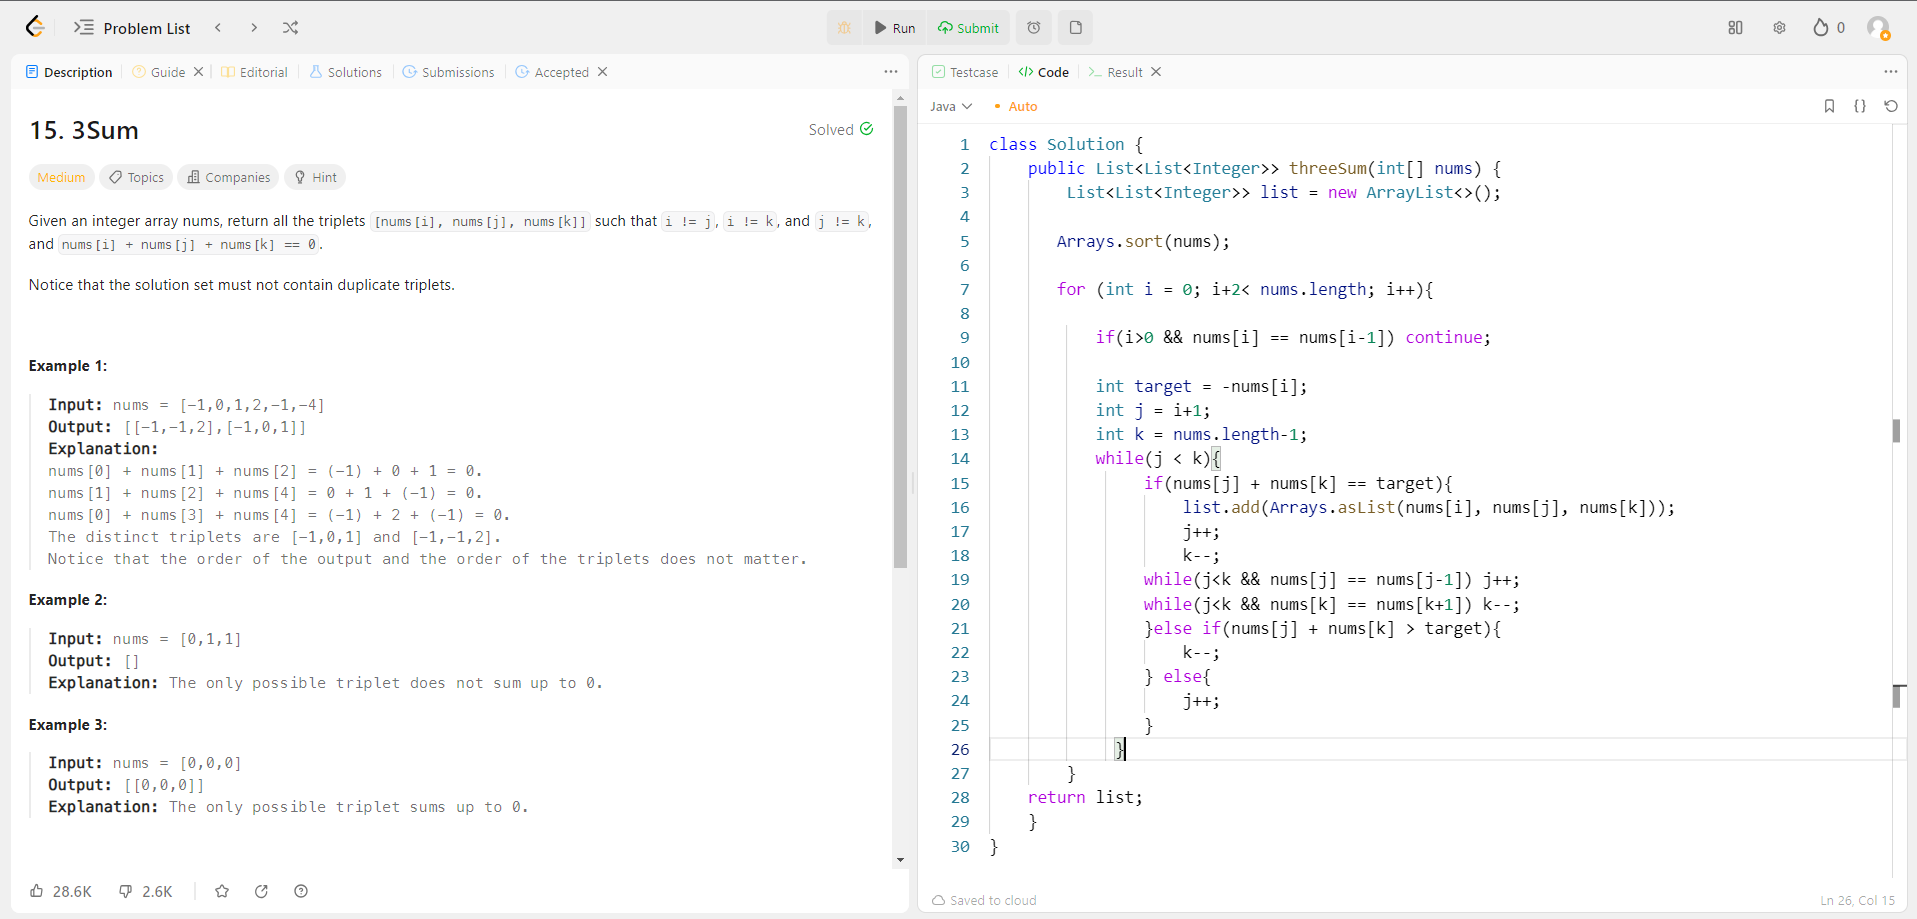 Problem List
Run
Submit
0
Description
Guide
Editorial
Solutions
Submissions
Accepted
15. 3Sum
Solved
Medium
Topics
Companies
Hint
Given an integer array nums, return all the triplets [nums[i], nums[j], nums[k]] such that i != j, i != k, and j != k,
and nums[i] + nums[j] + nums[k] == 0.
Notice that the solution set must not contain duplicate triplets.
Example 1:
Input: nums = [-1,0,1,2,-1,-4]
Output: [[-1,-1,2],[-1,0,1]]
Explanation:
nums[0] + nums[1] + nums[2] = (-1) + 0 + 1 = 0.
nums[1] + nums[2] + nums[4] = 0 + 1 + (-1) = 0.
nums[0] + nums[3] + nums[4] = (-1) + 2 + (-1) = 0.
The distinct triplets are [-1,0,1] and [-1,-1,2].
Notice that the order of the output and the order of the triplets does not matter.
Example 2:
Input: nums = [0,1,1]
Output: []
Explanation: The only possible triplet does not sum up to 0.
Example 3:
Input: nums = [0,0,0]
Output: [[0,0,0]]
Explanation: The only possible triplet sums up to 0.
28.6K
2.6K
Testcase
</> Code
>_ Result
Java
• Auto
{}
1 class Solution {
2 public List<List<Integer>> threeSum(int[] nums) {
3 List<List<Integer>> list = new ArrayList<>();
4
5 Arrays.sort(nums);
6
7 for (int i = 0; i+2< nums.length; i++){
8
9 if(i>0 && nums[i] == nums[i-1]) continue;
10
11 int target = -nums[i];
12 int j = i+1;
13 int k = nums.length-1;
14 while(j < k){
15 if(nums[j] + nums[k] == target){
16 list.add(Arrays.asList(nums[i], nums[j], nums[k]));
17 j++;
18 k--;
19 while(j<k && nums[j] == nums[j-1]) j++;
20 while(j<k && nums[k] == nums[k+1]) k--;
21 }else if(nums[j] + nums[k] > target){
22 k--;
23 } else{
24 j++;
25 }
26 }
27 }
28 return list;
29 }
30 }
Saved to cloud
Ln 26, Col 15